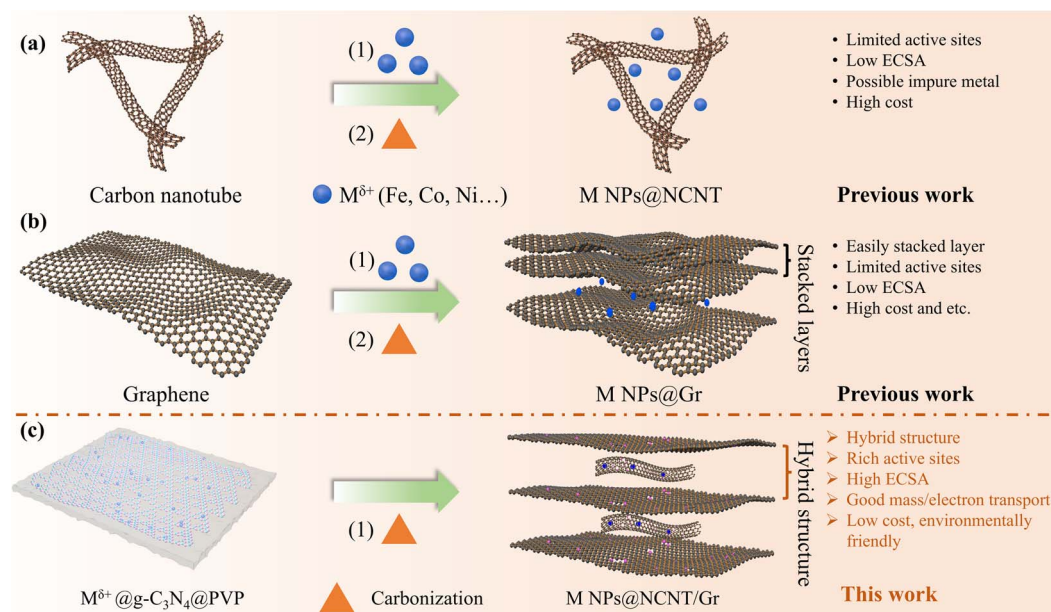 (a)
(1)
(2)
Carbon nanotube
M^δ+ (Fe, Co, Ni…)
M NPs@NCNT
• Limited active sites
• Low ECSA
• Possible impure metal
• High cost
Previous work
(b)
(1)
(2)
Graphene
M NPs@Gr
Stacked layers
• Easily stacked layer
• Limited active sites
• Low ECSA
• High cost and etc.
Previous work
(c)
(1)
M^δ+ @g-C₃N₄@PVP
Carbonization
M NPs@NCNT/Gr
Hybrid structure
➢ Hybrid structure
➢ Rich active sites
➢ High ECSA
➢ Good mass/electron transport
➢ Low cost, environmentally
friendly
This work